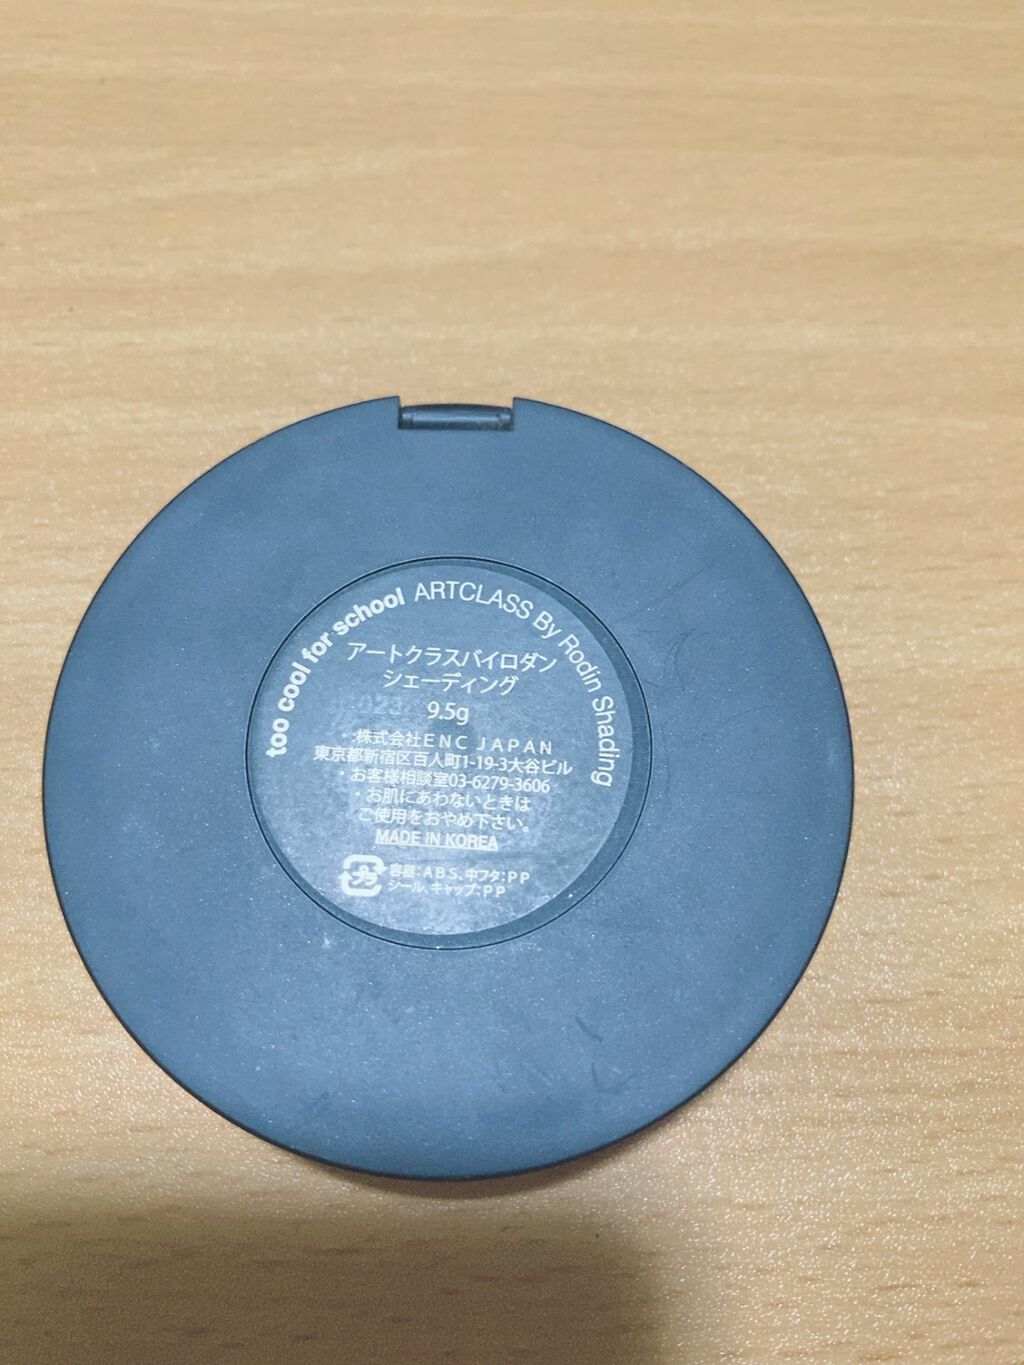 too cool for school ARTCLASS By Rodin Shading
アートクラスバイロダン
シェーディング
9.5g
・株式会社ENC JAPAN
東京都新宿区百人町1-19-3大谷ビル
・お客様相談室03-6279-3606
・お肌にあわないときは
ご使用をおやめ下さい。
MADE IN KOREA
プラ
容器:ABS、中フタ:PP
シール、キャップ:PP